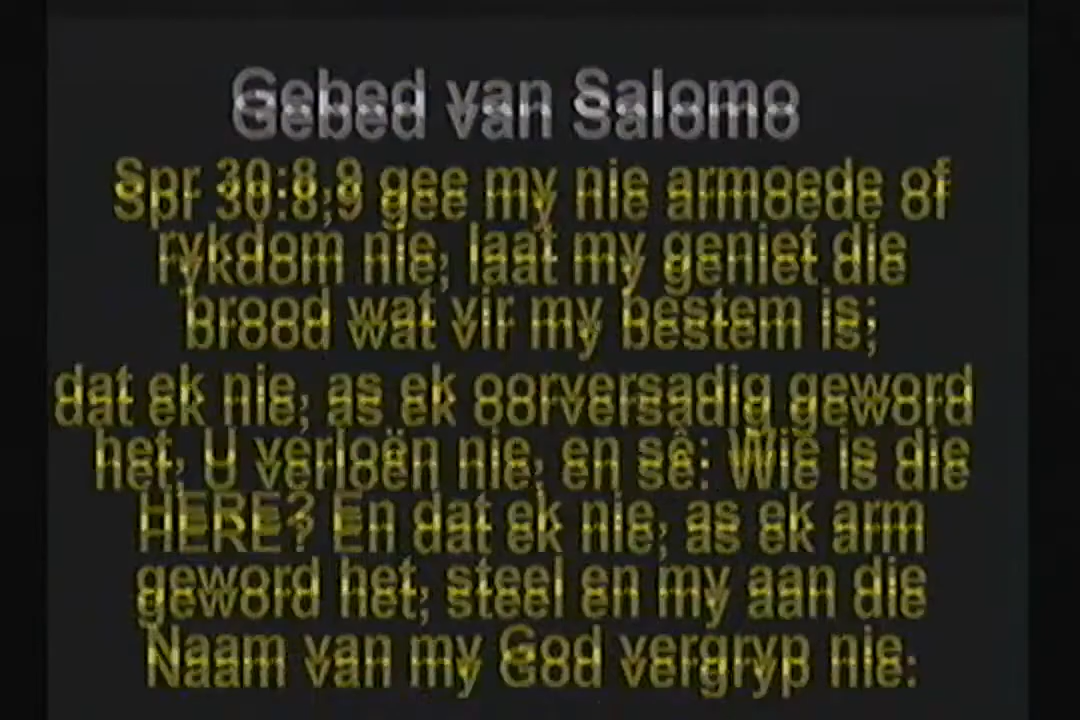 Gebed van Salomo
Spr 30:8,9 gee my nie armoede of
rykdom nie, laat my geniet die
brood wat vir my bestem is;
dat ek nie, as ek oorversadig geword
het, U verloën nie, en sê: Wie is die
HERE? En dat ek nie, as ek arm
geword het, steel en my aan die
Naam van my God vergryp nie.